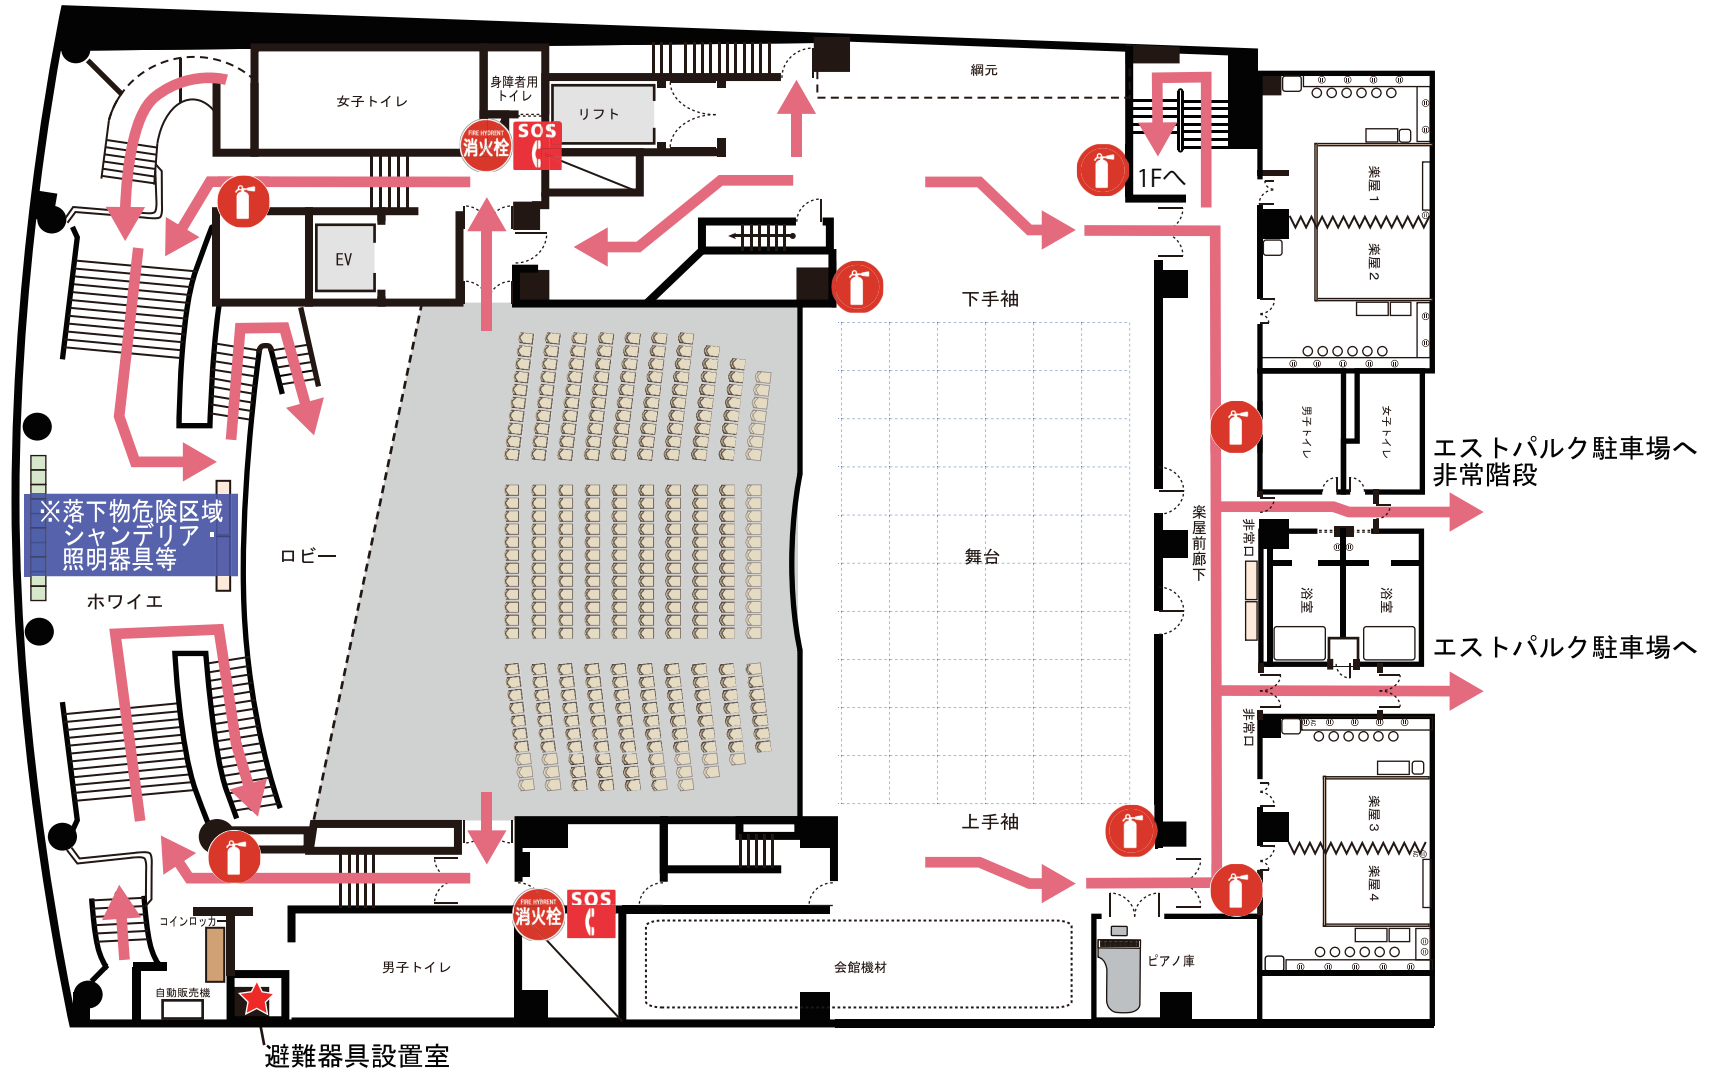 綱元
身障者用
トイレ
女子トイレ
リフト
FIRE HYDRENT
消火栓
SOS
1Fへ
楽屋 1
楽屋 2
EV
下手袖
男子トイレ
女子トイレ
エストパルク駐車場へ
非常階段
※落下物危険区域
シャンデリア・
照明器具等
ロビー
舞台
楽屋前廊下
非常口
ホワイエ
浴室
浴室
エストパルク駐車場へ
非常口
上手袖
楽屋 3
楽屋 4
FIRE HYDRENT
消火栓
SOS
コインロッカー
男子トイレ
会館機材
ピアノ庫
自動販売機
避難器具設置室